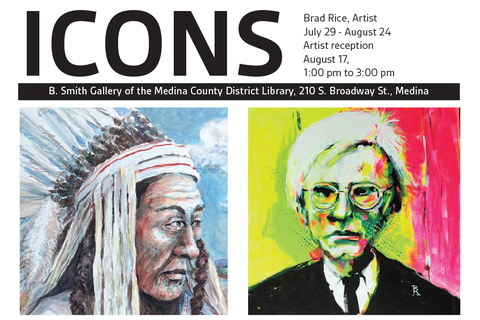 ICONS
Brad Rice, Artist
July 29 - August 24
Artist reception
August 17,
1:00 pm to 3:00 pm
B. Smith Gallery of the Medina County District Library, 210 S. Broadway St., Medina